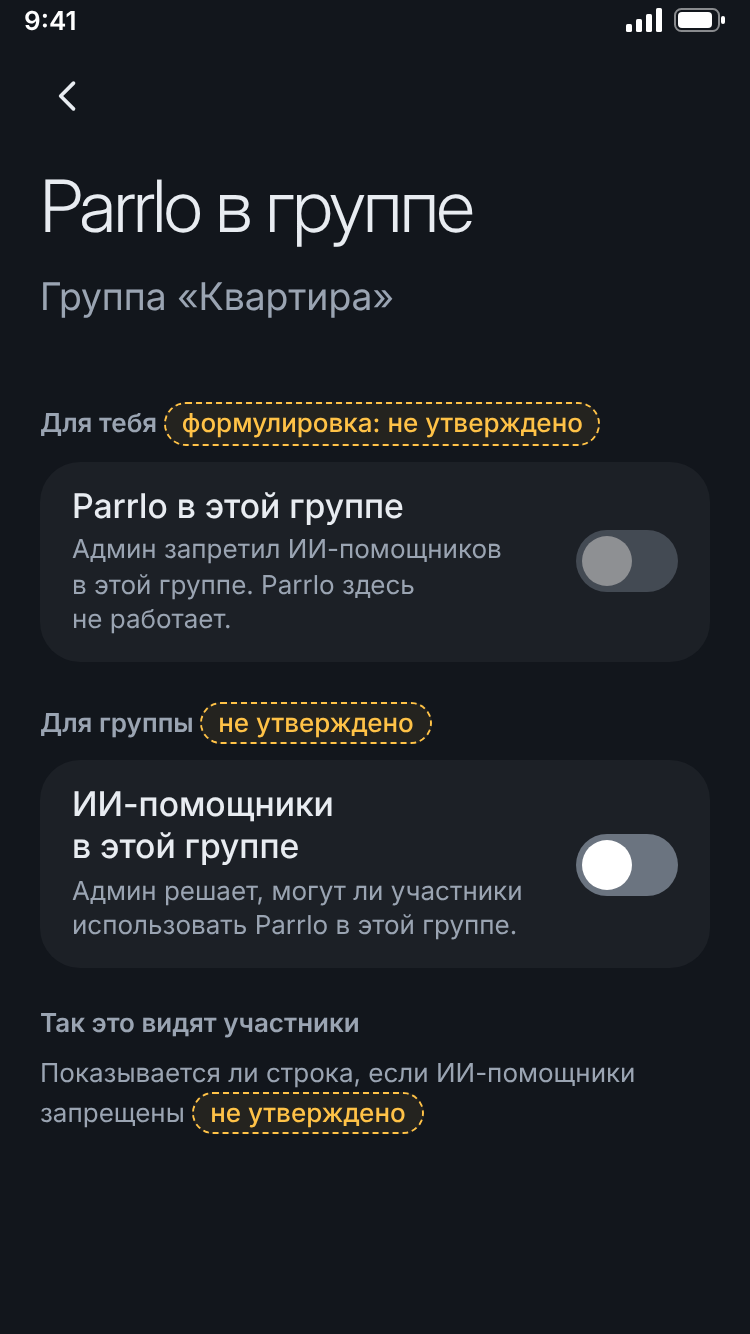 9:41
Parrlo в группе
Группа «Квартира»
Для тебя формулировка: не утверждено
Parrlo в этой группе
Админ запретил ИИ-помощников
в этой группе. Parrlo здесь
не работает.
Для группы не утверждено
ИИ-помощники
в этой группе
Админ решает, могут ли участники
использовать Parrlo в этой группе.
Так это видят участники
Показывается ли строка, если ИИ-помощники
запрещены не утверждено